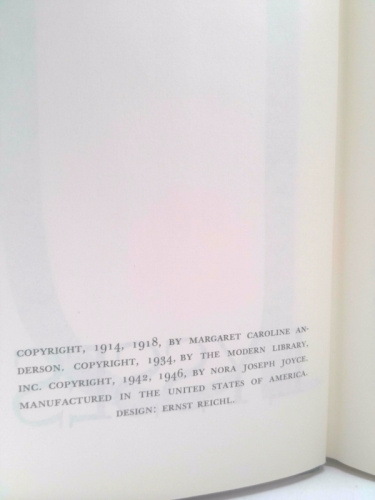 COPYRIGHT, 1914, 1918, BY MARGARET CAROLINE AN-
DERSON. COPYRIGHT, 1934, BY THE MODERN LIBRARY,
INC. COPYRIGHT, 1942, 1946, BY NORA JOSEPH JOYCE.
MANUFACTURED IN THE UNITED STATES OF AMERICA.
DESIGN: ERNST REICHL.